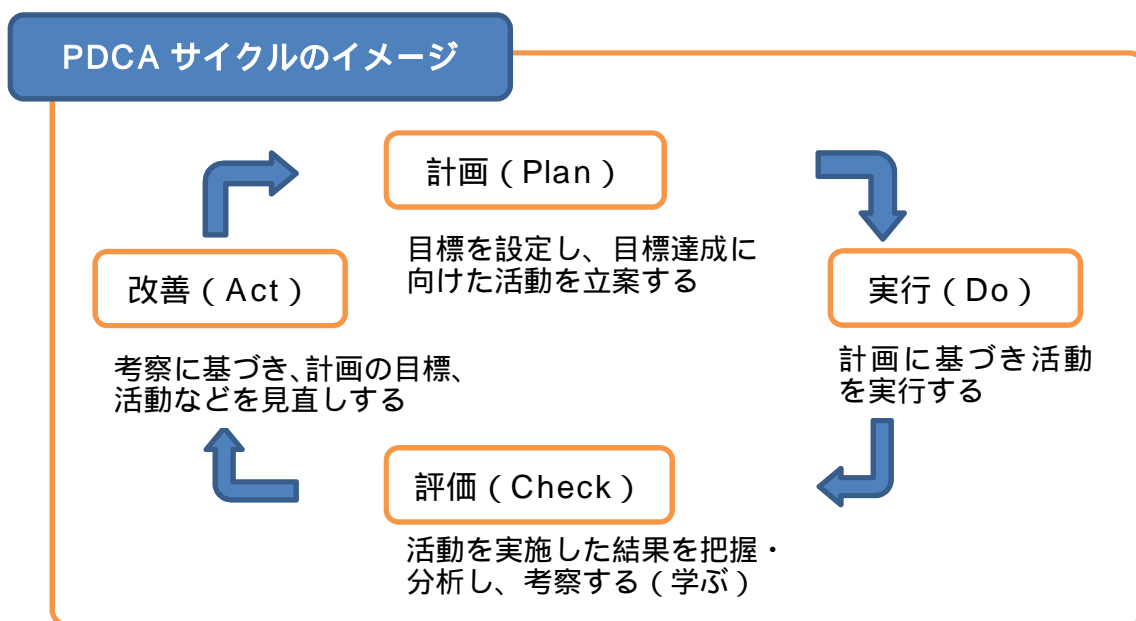 PDCA サイクルのイメージ
計画（Plan）
目標を設定し、目標達成に
向けた活動を立案する
改善（Act）
考察に基づき、計画の目標、
活動などを見直しする
実行（Do）
計画に基づき活動
を実行する
評価（Check）
活動を実施した結果を把握・
分析し、考察する（学ぶ）